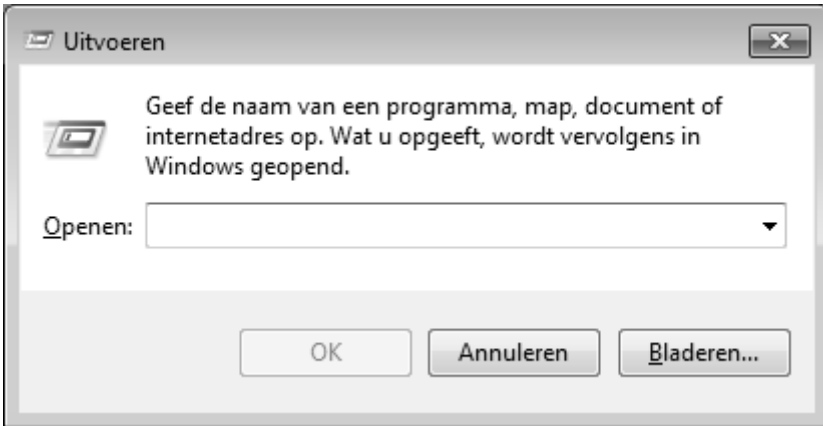 Uitvoeren
Geef de naam van een programma, map, document of
internetadres op. Wat u opgeeft, wordt vervolgens in
Windows geopend.
Openen:
OK Annuleren Bladeren...